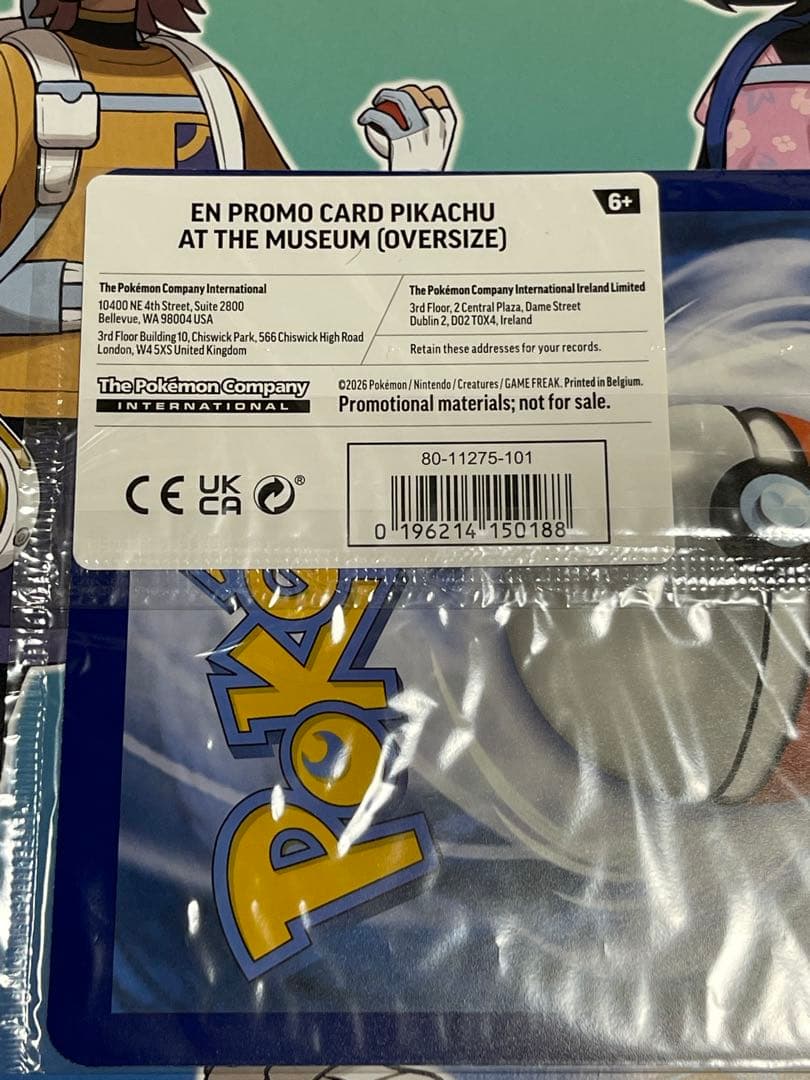 EN PROMO CARD PIKACHU
AT THE MUSEUM (OVERSIZE)
6+
The Pokémon Company International
10400 NE 4th Street, Suite 2800
Bellevue, WA 98004 USA
3rd Floor Building 10, Chiswick Park, 566 Chiswick High Road
London, W4 5XS United Kingdom
The Pokémon Company International Ireland Limited
3rd Floor, 2 Central Plaza, Dame Street
Dublin 2, D02 T0X4, Ireland
Retain these addresses for your records.
The Pokémon Company
INTERNATIONAL
©2026 Pokémon / Nintendo / Creatures / GAME FREAK. Printed in Belgium.
Promotional materials; not for sale.
CE
UK
CA
®
80-11275-101
0 196214 150188
POKé